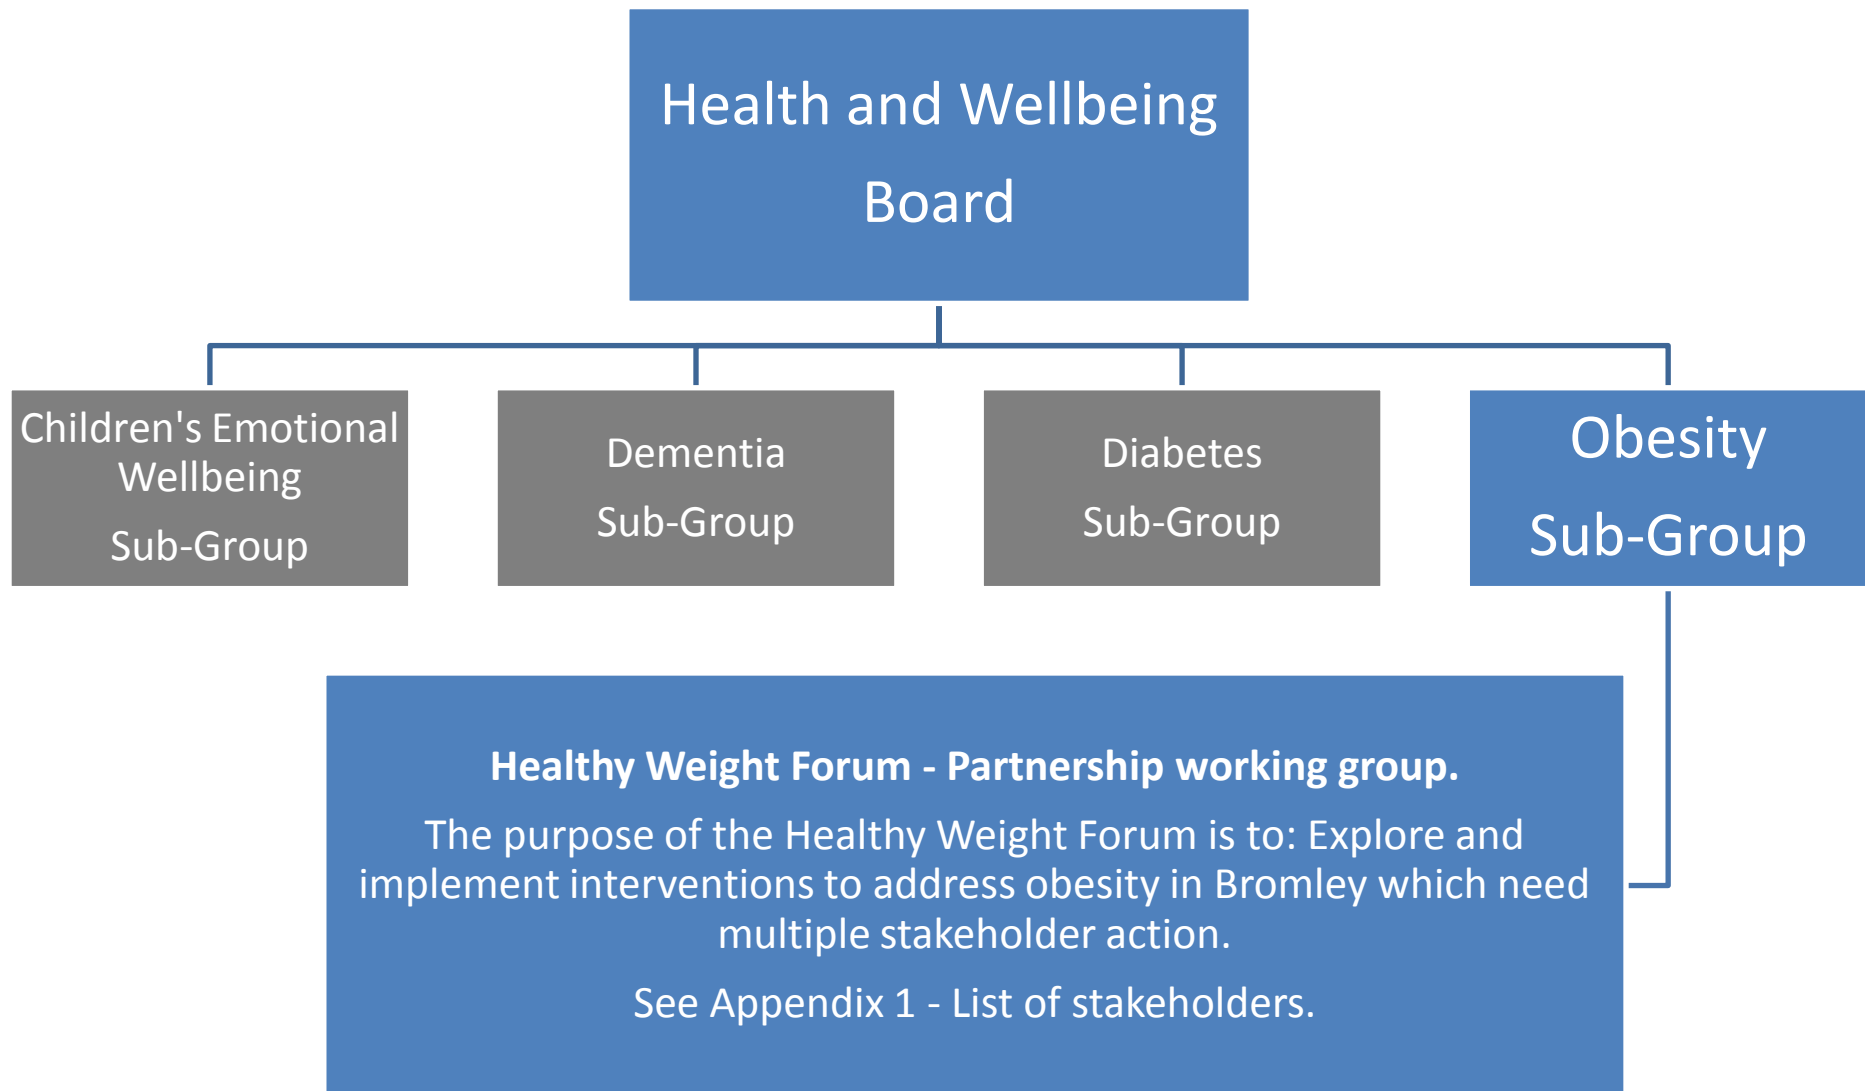 Health and Wellbeing
Board
Children's Emotional
Wellbeing
Sub-Group
Dementia
Sub-Group
Diabetes
Sub-Group
Obesity
Sub-Group
Healthy Weight Forum - Partnership working group.
The purpose of the Healthy Weight Forum is to: Explore and
implement interventions to address obesity in Bromley which need
multiple stakeholder action.
See Appendix 1 - List of stakeholders.